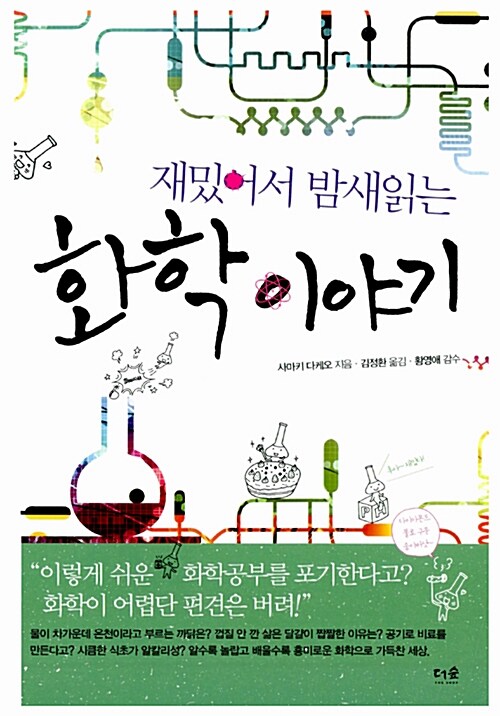 재밌어서 밤새읽는
화학 이야기
사마키 다케오 지음 · 김정환 옮김 · 황영애 감수
"이렇게 쉬운 화학공부를 포기한다고?
화학이 어렵단 편견은 버려!"
물이 차가운데 온천이라고 부르는 까닭은? 껍질 안 깐 삶은 달걀이 짭짤한 이유는? 공기로 비료를
만든다고? 시큼한 식초가 알칼리성? 알수록 놀랍고 배울수록 흥미로운 화학으로 가득찬 세상.
더숲